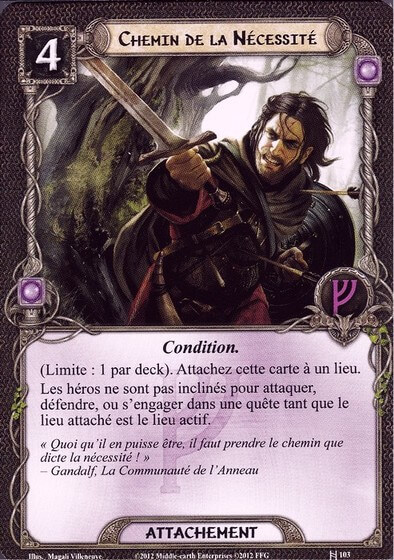 4
CHEMIN DE LA NÉCESSITÉ
Condition.
(Limite : 1 par deck). Attachez cette carte à un lieu.
Les héros ne sont pas inclinés pour attaquer,
défendre, ou s'engager dans une quête tant que le
lieu attaché est le lieu actif.
« Quoi qu'il en puisse être, il faut prendre le chemin que
dicte la nécessité ! »
– Gandalf, La Communauté de l'Anneau
ATTACHEMENT
Illus. Magali Villeneuve
©2012 Middle-earth Enterprises ©2012 FFG
103